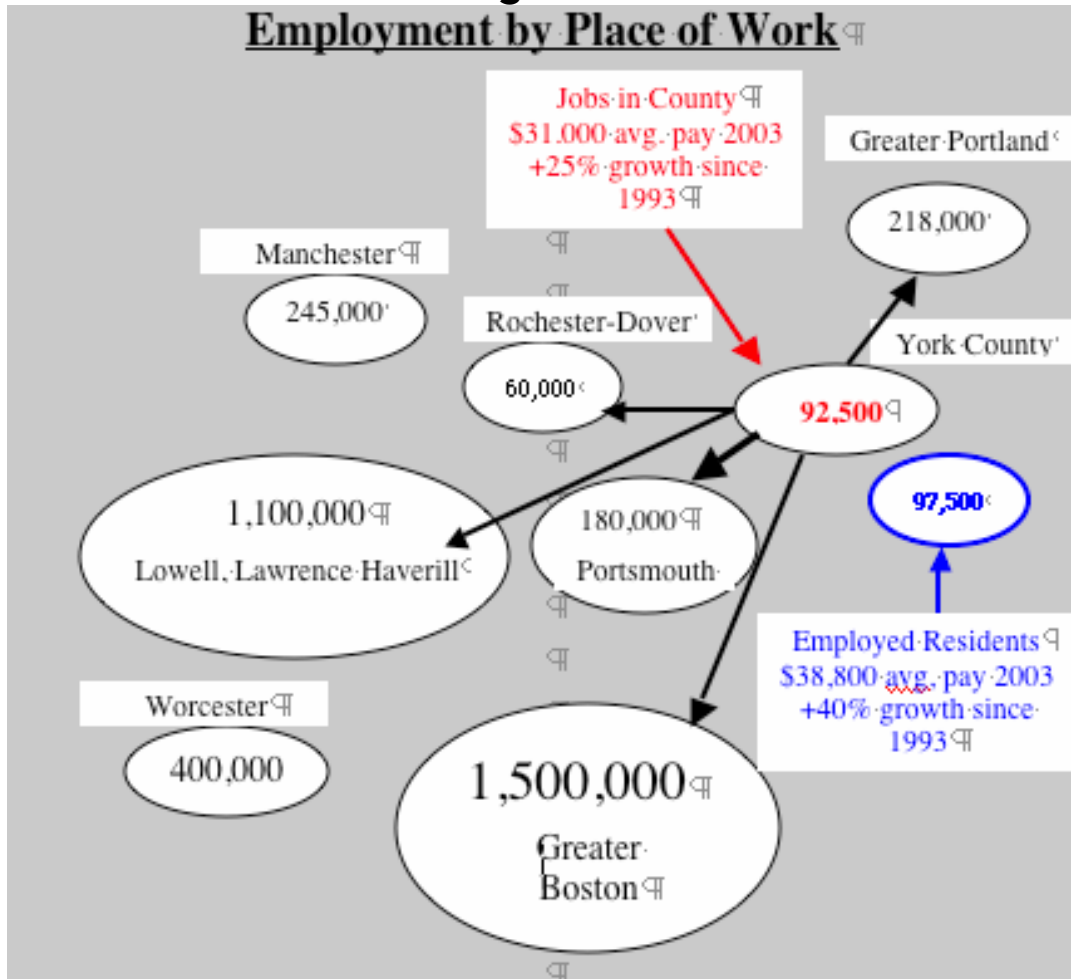 Employment by Place of Work
Jobs in County
$31.000 avg. pay 2003
+25% growth since
1993
Greater Portland
218,000
Manchester
245,000
Rochester-Dover
60,000
York County
92,500
97,500
1,100,000
Lowell, Lawrence Haverill
180,000
Portsmouth
Employed Residents
$38,800 avg. pay 2003
+40% growth since
1993
Worcester
400,000
1,500,000
Greater
Boston